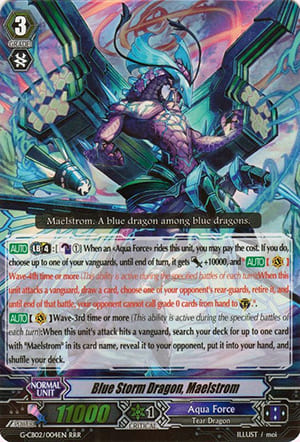 3
Maelstrom. A blue dragon among blue dragons.
AUTO LB 4 :[ (1)] When an «Aqua Force» rides this unit, you may pay the cost. If you do,
choose up to one of your vanguards, until end of turn, it gets +10000, and "AUTO [ ]
Wave-4th time or more (This ability is active during the specified battles of each turn):When this
unit attacks a vanguard, draw a card, choose one of your opponent's rear-guards, retire it, and until
end of that battle, your opponent cannot call grade 0 cards from hand to GC.".
AUTO [ ]:Wave-3rd time or more (This ability is active during the specified battles of each
turn):When this unit's attack hits a vanguard, search your deck for up to one card
with "Maelstrom" in its card name, reveal it to your opponent, put it into your hand, and
shuffle your deck.
NORMAL
UNIT
Blue Storm Dragon, Maelstrom
11000
1
CRITICAL
Aqua Force
Tear Dragon
G-CB02/004EN RRR
ILLUST / moi